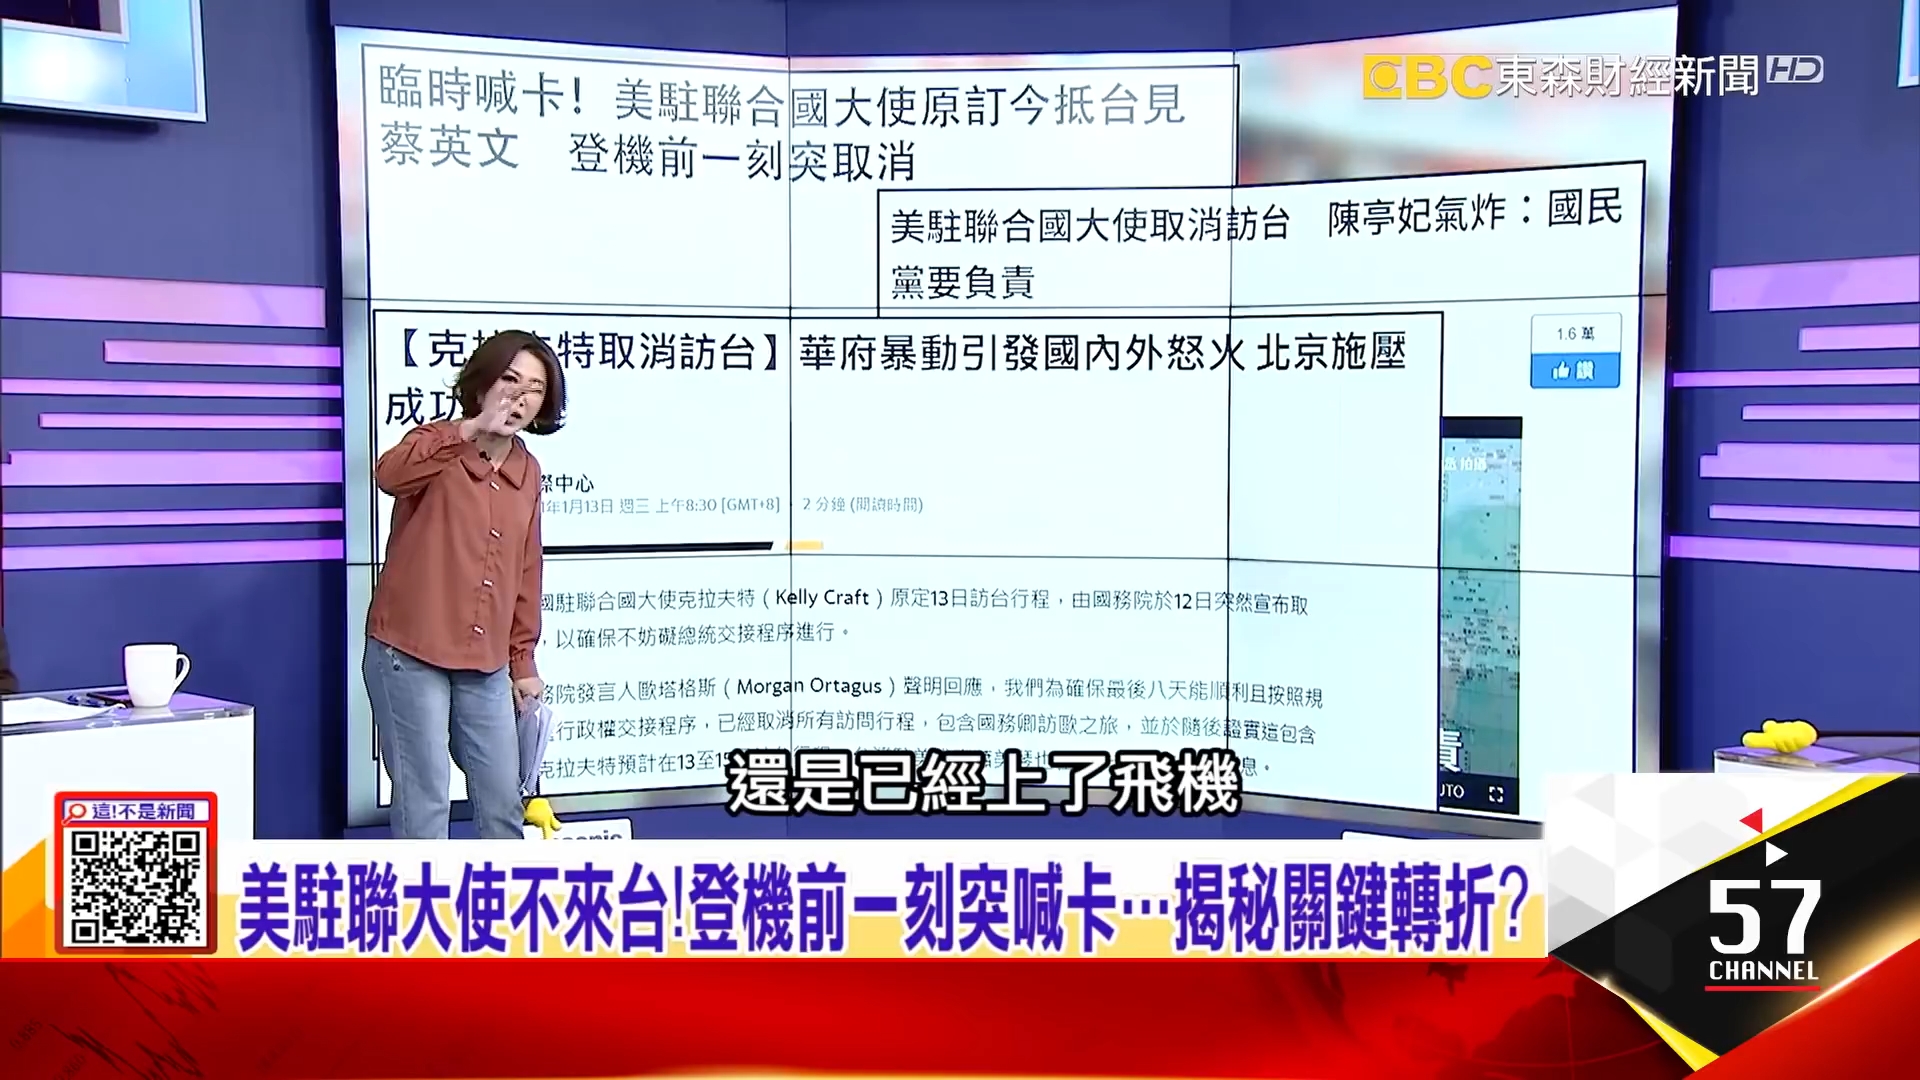 EBC東森財經新聞HD
臨時喊卡! 美駐聯合國大使原訂今抵台見
蔡英文 登機前一刻突取消
美駐聯合國大使取消訪台 陳亭妃氣炸：國民
黨要負責
1.6 萬
讚
【克拉夫特取消訪台】華府暴動引發國內外怒火 北京施壓
成功
際中心
1年1月13日 週三 上午8:30 [GMT+8] · 2 分鐘 (閱讀時間)
國駐聯合國大使克拉夫特（Kelly Craft）原定13日訪台行程，由國務院於12日突然宣布取
，以確保不妨礙總統交接程序進行。
務院發言人歐塔格斯（Morgan Ortagus）聲明回應，我們為確保最後八天能順利且按照規
行政權交接程序，已經取消所有訪問行程，包含國務卿訪歐之旅，並於隨後證實這包含
克拉夫特預計在13至15
息。
責
UTO
還是已經上了飛機
這!不是新聞
美駐聯大使不來台!登機前一刻突喊卡…揭秘關鍵轉折?
57
CHANNEL